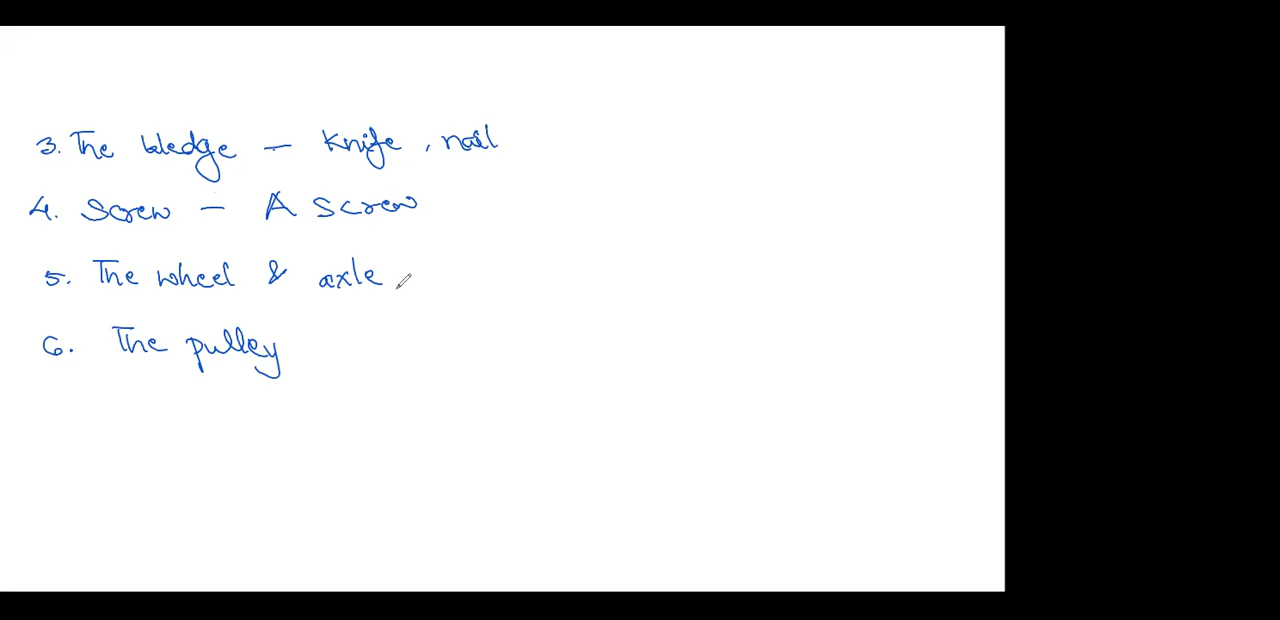 3. The Wedge - Knife, nail
4. Screw - A screw
5. The wheel & axle
6. The pulley